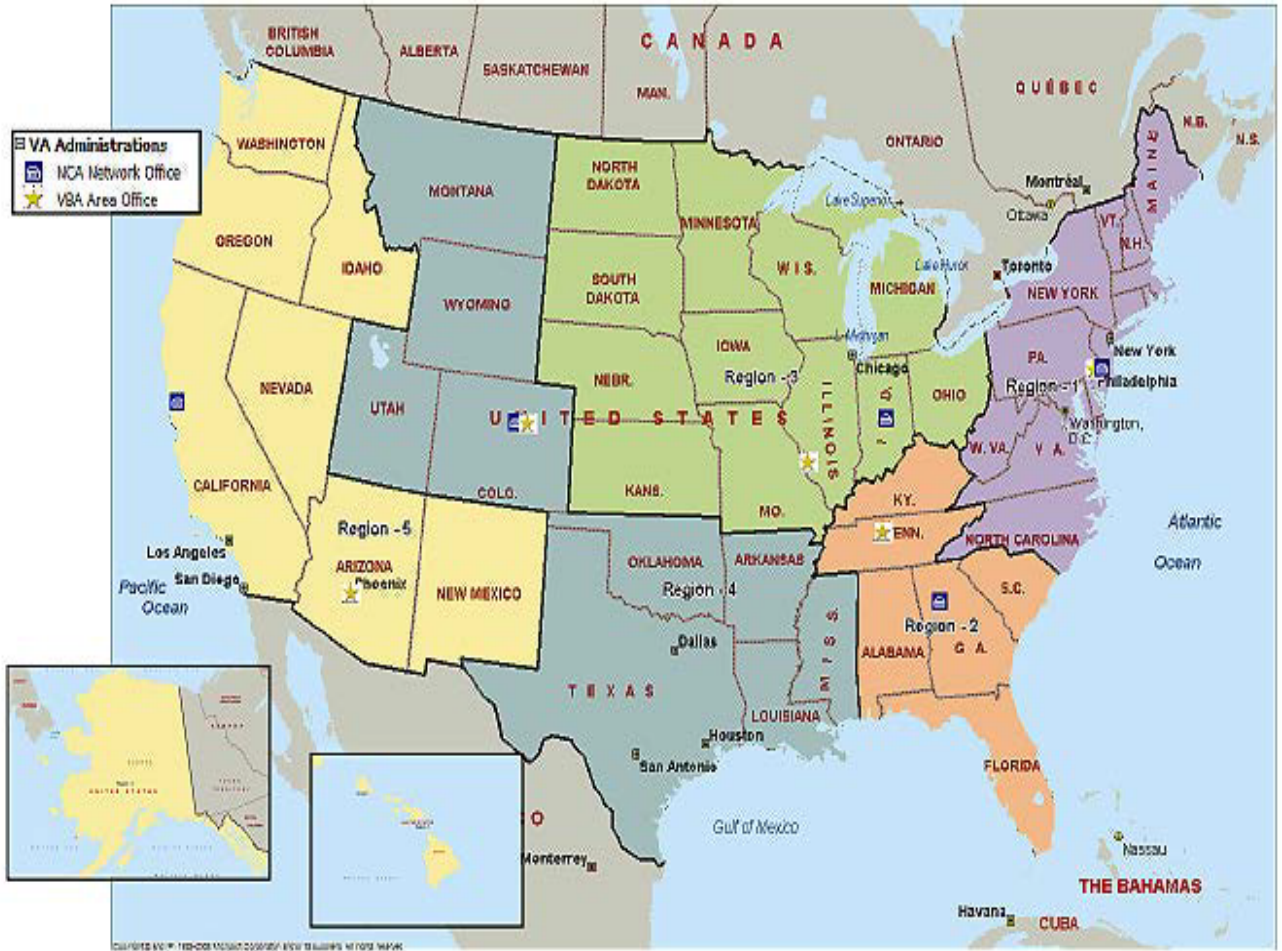 BRITISH
COLUMBIA
ALBERTA
SASKATCHEWAN
MAN.
CANADA
ONTARIO
QUÉBEC
N.B.
N.S.
VA Administrations
NCA Network Office
VBA Area Office
WASHINGTON
OREGON
IDAHO
MONTANA
WYOMING
NEVADA
UTAH
CALIFORNIA
COLO.
NORTH
DAKOTA
SOUTH
DAKOTA
MINNESOTA
WIS.
MICHIGAN
Lake Superior
Lake Huron
L. Michigan
IOWA
Region - 3
NEBR.
UNITED STATES
KANS.
MO.
ILLINOIS
Chicago
OHIO
Montréal
Ottawa
Toronto
MAINE
VT.
N.H.
NEW YORK
New York
PA.
Region - 1
Philadelphia
Washington,
D.C.
W. VA.
VA.
KY.
ENN.
NORTH CAROLINA
S.C.
Region - 2
ALABAMA
GA.
FLORIDA
Region - 5
ARIZONA
Phoenix
NEW MEXICO
Los Angeles
San Diego
Pacific
Ocean
OKLAHOMA
ARKANSAS
Region - 4
Dallas
TEXAS
MISS.
LOUISIANA
Houston
San Antonio
Atlantic
Ocean
Gulf of Mexico
Monterrey
Nassau
THE BAHAMAS
Havana
CUBA
UNITED STATES